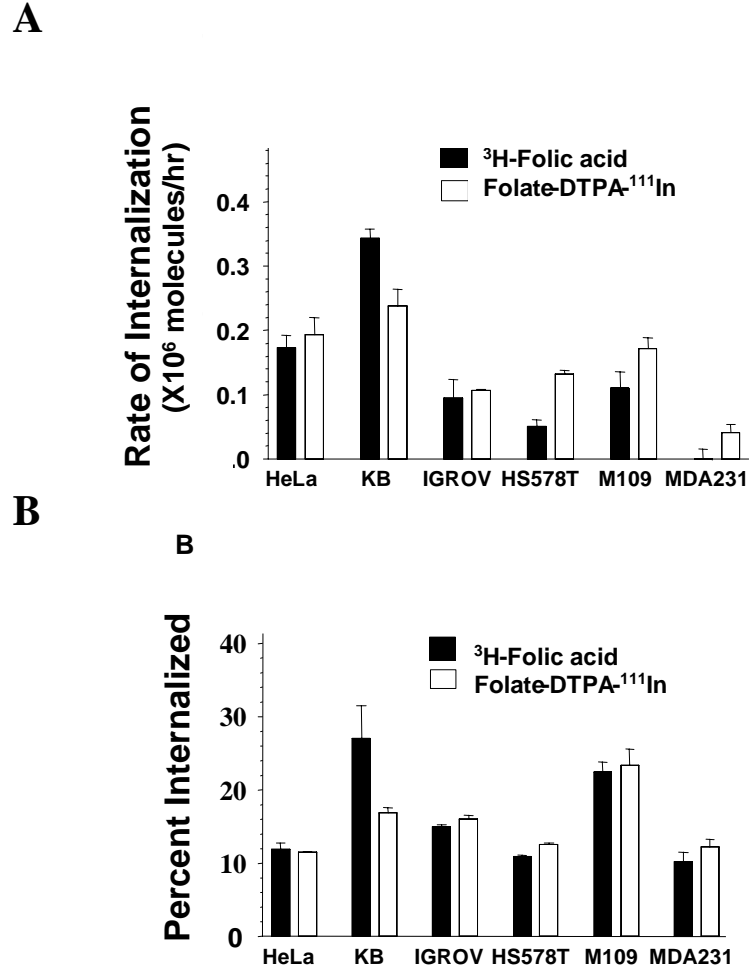 A
Rate of Internalization
(X10⁶ molecules/hr)
³H-Folic acid
Folate-DTPA-¹¹¹In
0.4
0.3
0.2
0.1
.0
HeLa KB IGROV HS578T M109 MDA231
B
B
Percent Internalized
³H-Folic acid
Folate-DTPA-¹¹¹In
40
30
20
10
0
HeLa KB IGROV HS578T M109 MDA231